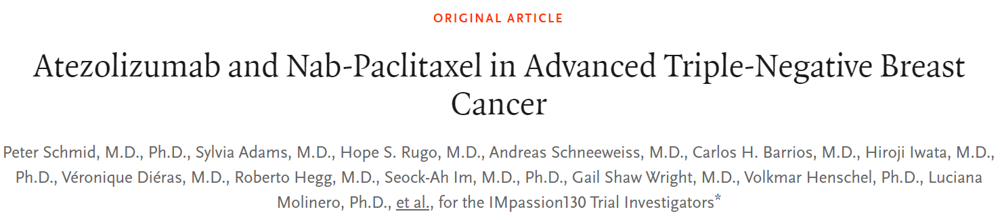 ORIGINAL ARTICLE
Atezolizumab and Nab-Paclitaxel in Advanced Triple-Negative Breast
Cancer
Peter Schmid, M.D., Ph.D., Sylvia Adams, M.D., Hope S. Rugo, M.D., Andreas Schneeweiss, M.D., Carlos H. Barrios, M.D., Hiroji Iwata, M.D.,
Ph.D., Véronique Diéras, M.D., Roberto Hegg, M.D., Seock-Ah Im, M.D., Ph.D., Gail Shaw Wright, M.D., Volkmar Henschel, Ph.D., Luciana
Molinero, Ph.D., et al., for the IMpassion130 Trial Investigators*